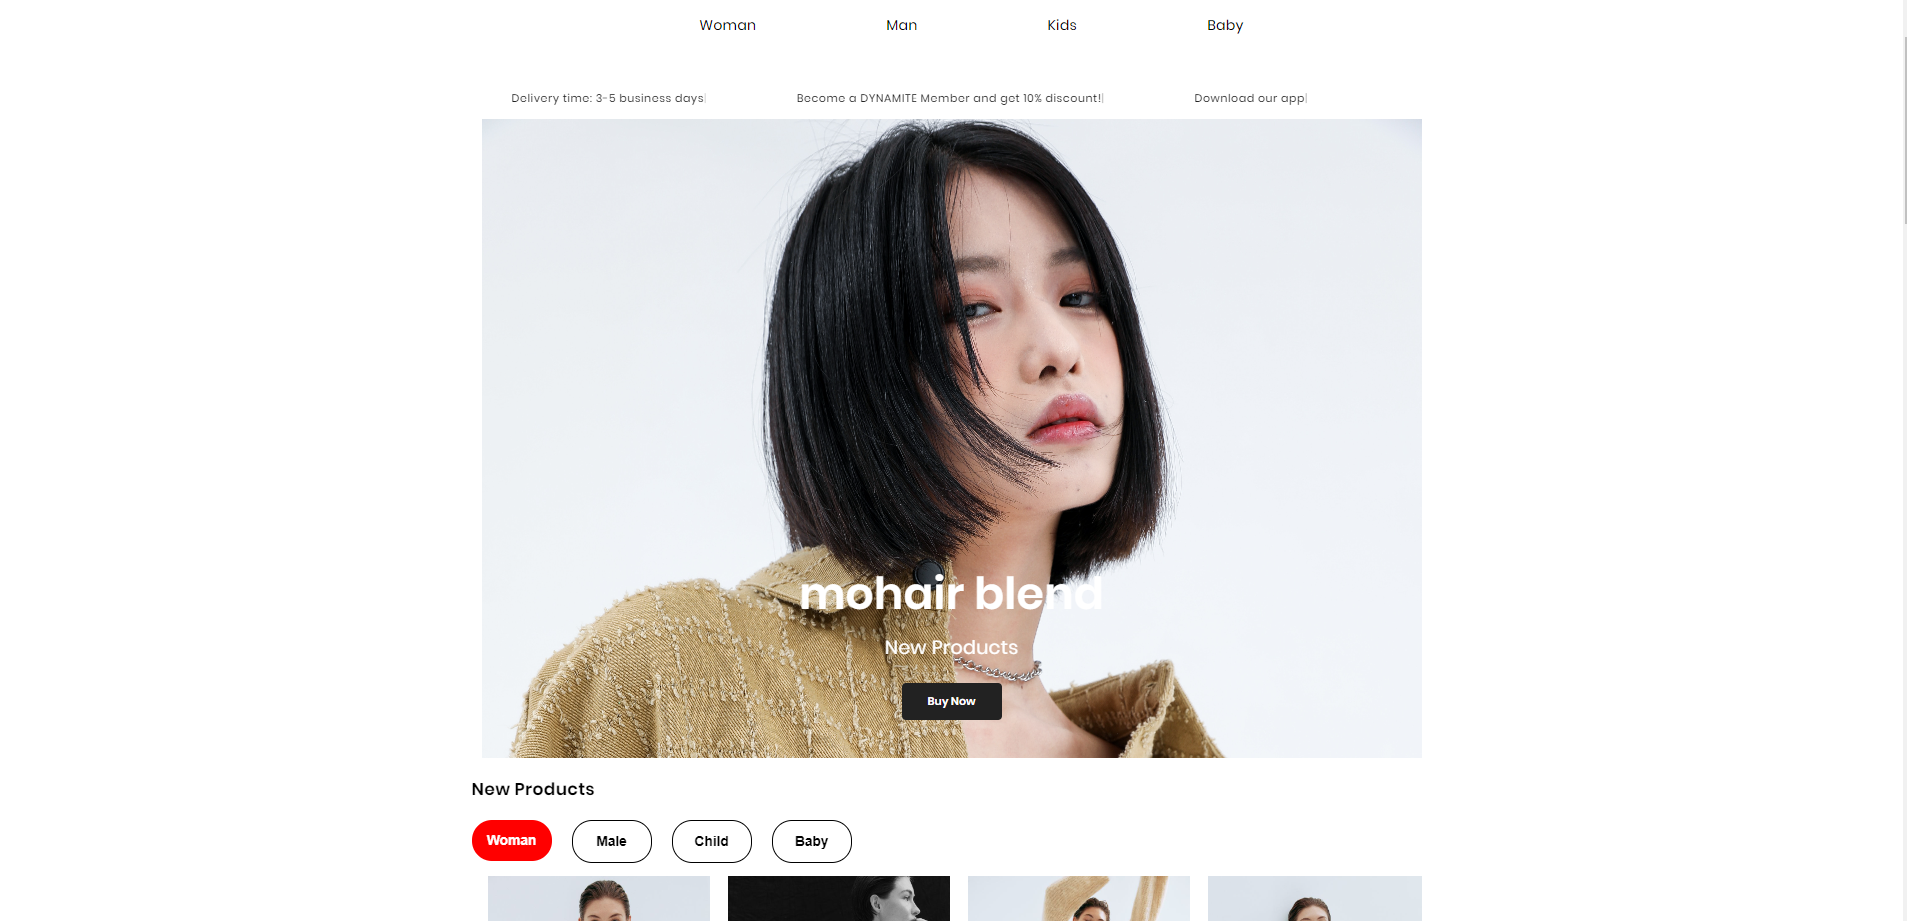 Woman Man Kids Baby
Delivery time: 3-5 business days Become a DYNAMITE Member and get 10% discount! Download our app
mohair blend
New Products
Buy Now
New Products
Woman Male Child Baby